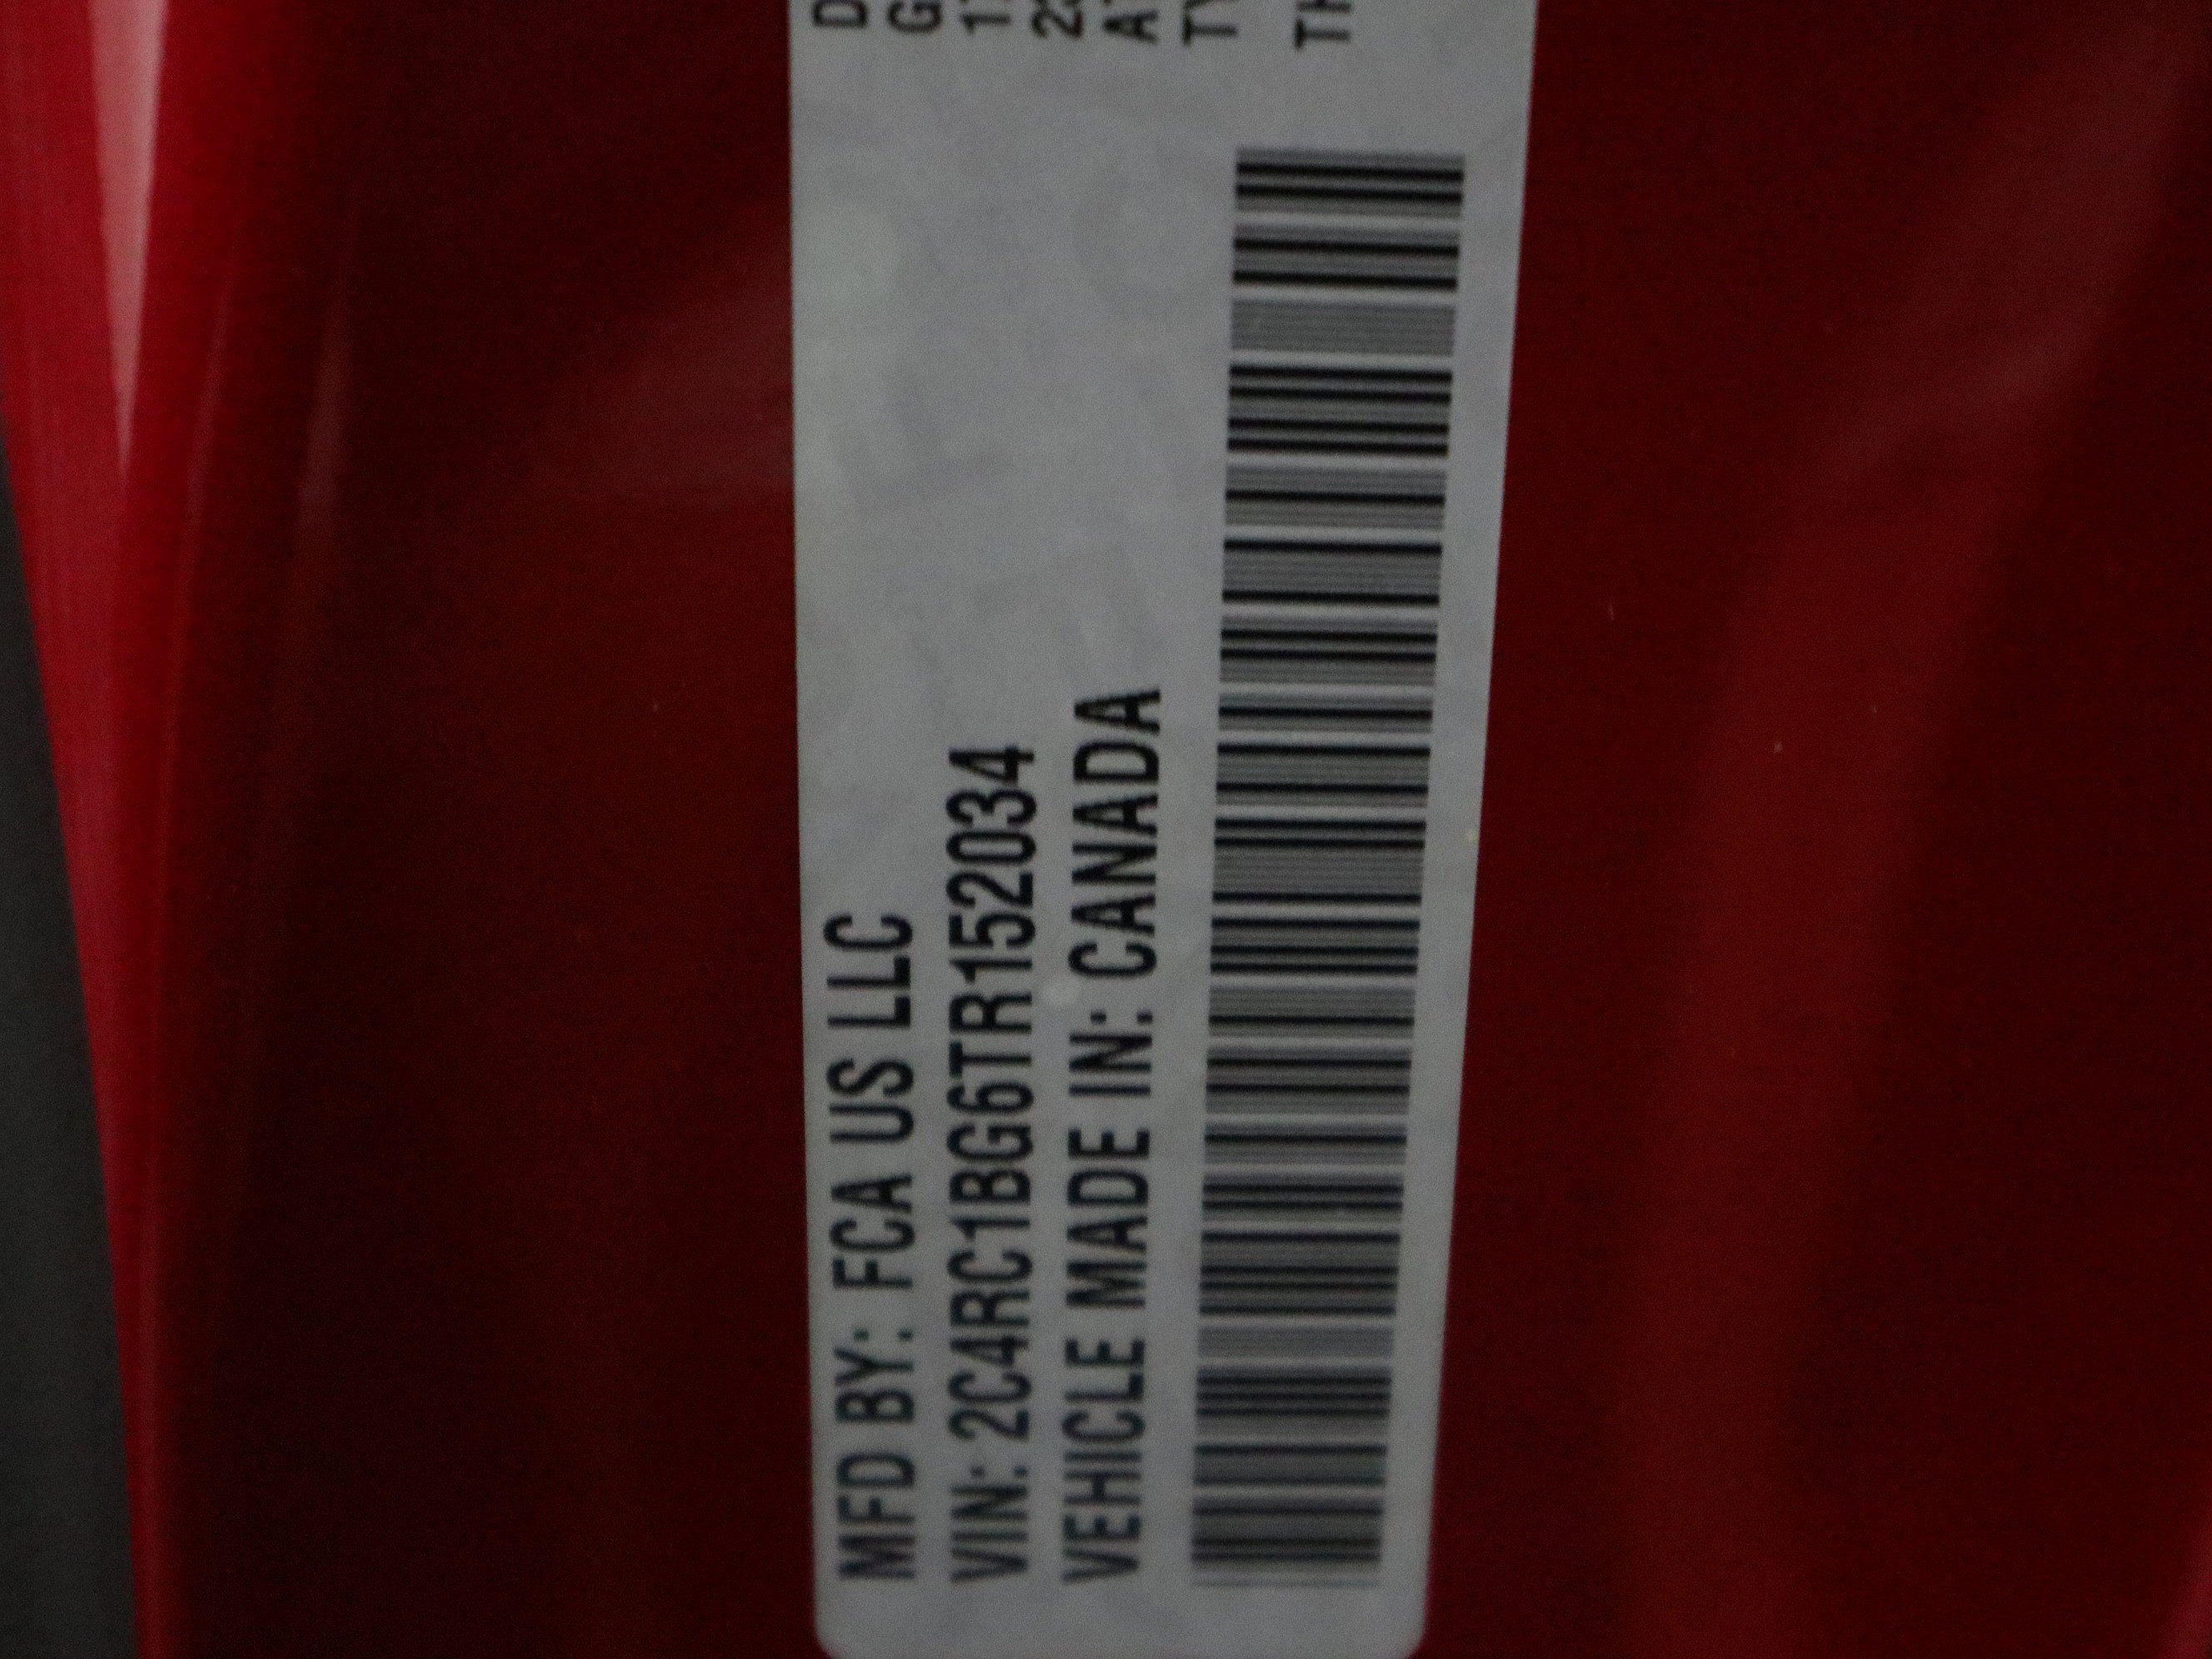 MFD BY: FCA US LLC
VIN: 2C4RC1BG6TR152034
VEHICLE MADE IN: CANADA